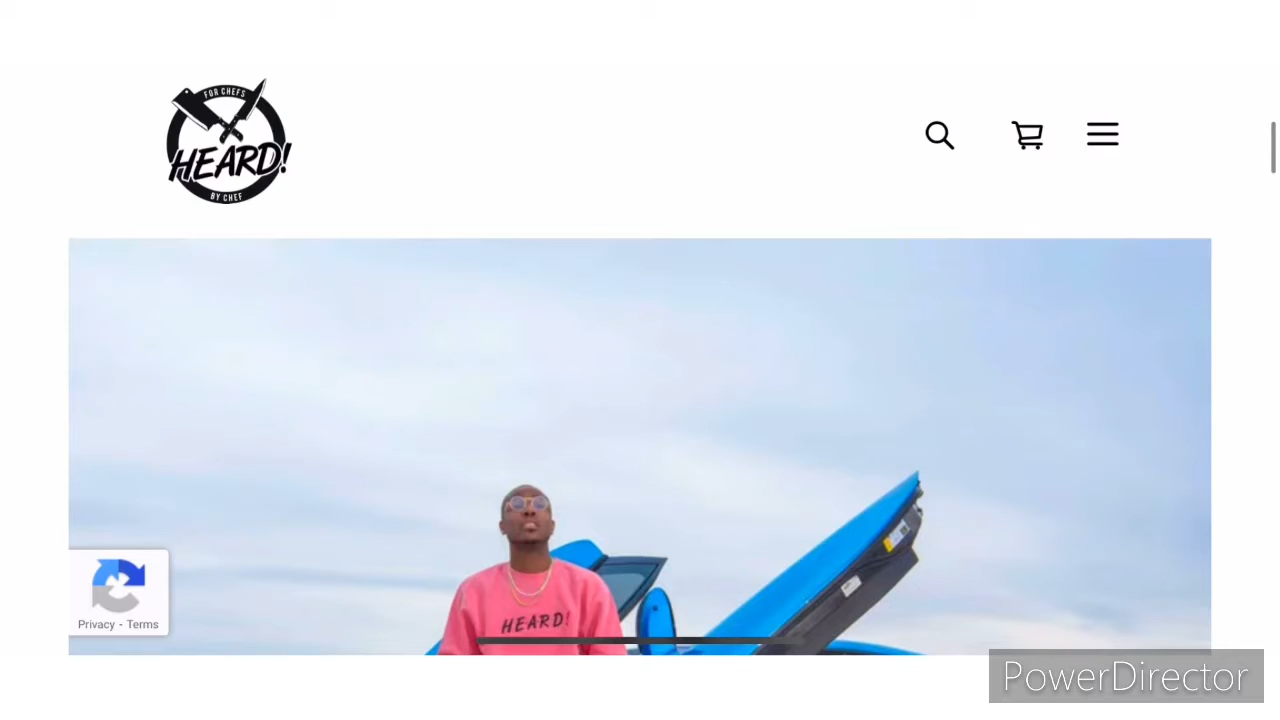 FOR CHEFS
HEARD!
BY CHEF
HEARD!
Privacy - Terms
PowerDirector